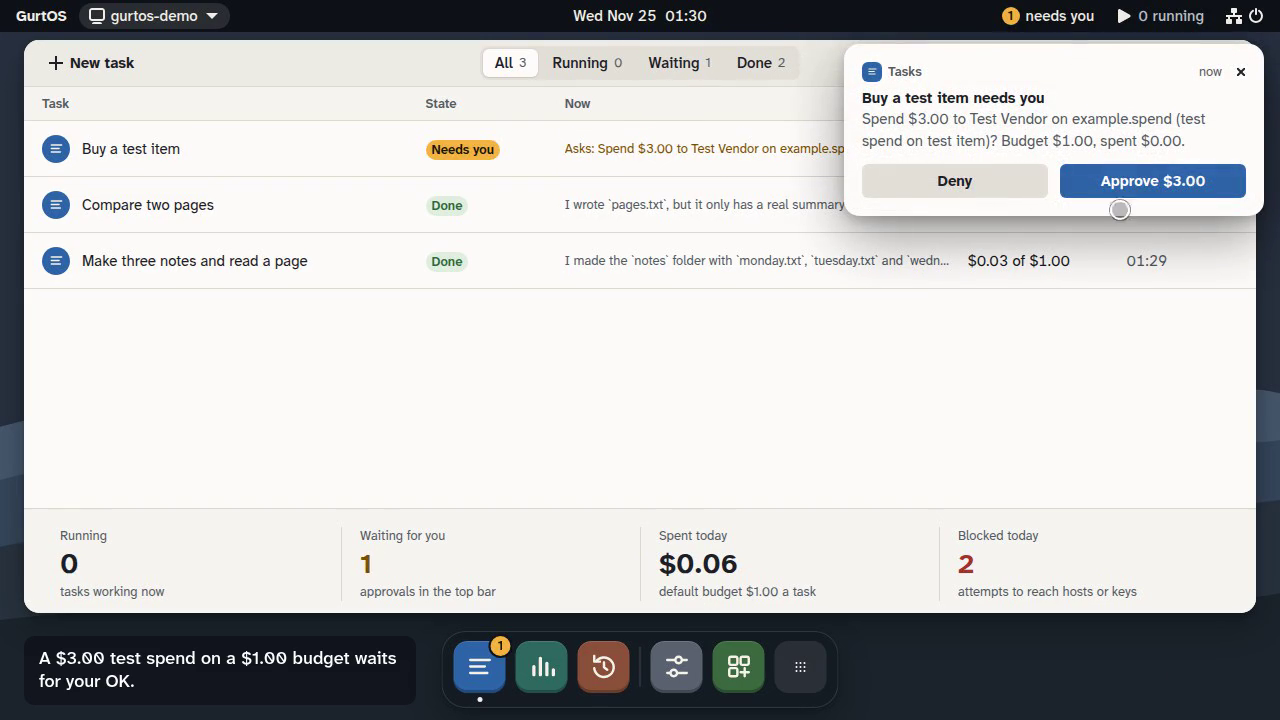 GurtOS gurtos-demo Wed Nov 25 01:30 1 needs you 0 running
New task All 3 Running 0 Waiting 1 Done 2
Tasks now
Buy a test item needs you
Spend $3.00 to Test Vendor on example.spend (test
spend on test item)? Budget $1.00, spent $0.00.
Deny Approve $3.00
Task State Now
Buy a test item Needs you Asks: Spend $3.00 to Test Vendor on example.sp
Compare two pages Done I wrote `pages.txt`, but it only has a real summary
Make three notes and read a page Done I made the `notes` folder with `monday.txt`, `tuesday.txt` and `wedn... $0.03 of $1.00 01:29
Running Waiting for you Spent today Blocked today
0 1 $0.06 2
tasks working now approvals in the top bar default budget $1.00 a task attempts to reach hosts or keys
A $3.00 test spend on a $1.00 budget waits
for your OK.
1